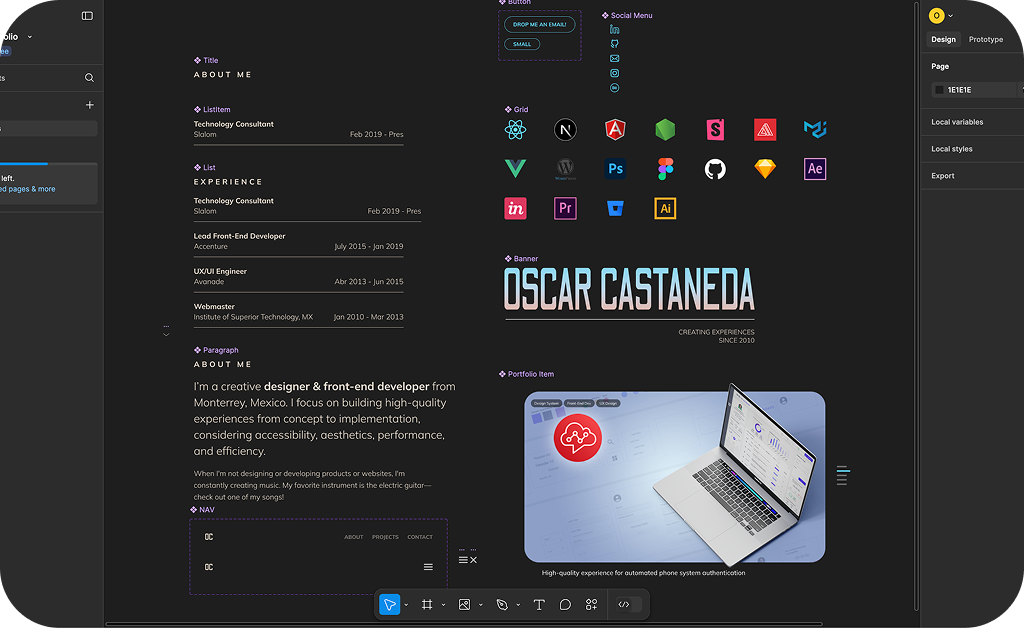 olio
ee
ts
s
left.
ed pages & more
Title
ABOUT ME
ListItem
Technology Consultant
Slalom Feb 2019 - Pres
List
EXPERIENCE
Technology Consultant
Slalom Feb 2019 - Pres
Lead Front-End Developer
Accenture July 2015 - Jan 2019
UX/UI Engineer
Avanade Abr 2013 - Jun 2015
Webmaster
Institute of Superior Technology, MX Jan 2010 - Mar 2013
Paragraph
ABOUT ME
I'm a creative designer & front-end developer from
Monterrey, Mexico. I focus on building high-quality
experiences from concept to implementation,
considering accessibility, aesthetics, performance,
and efficiency.
When I'm not designing or developing products or websites, I'm
constantly creating music. My favorite instrument is the electric guitar—
check out one of my songs!
NAV
OC ABOUT PROJECTS CONTACT
OC
Button
DROP ME AN EMAIL!
SMALL
Social Menu
in
Bē
Grid
N
A
S
W
Ps
Ae
in
Pr
Ai
Banner
OSCAR CASTANEDA
CREATING EXPERIENCES
SINCE 2010
Portfolio Item
Design System Front-End Dev UX Design
High-quality experience for automated phone system authentication
O
Design Prototype
Page
1E1E1E
Local variables
Local styles
Export